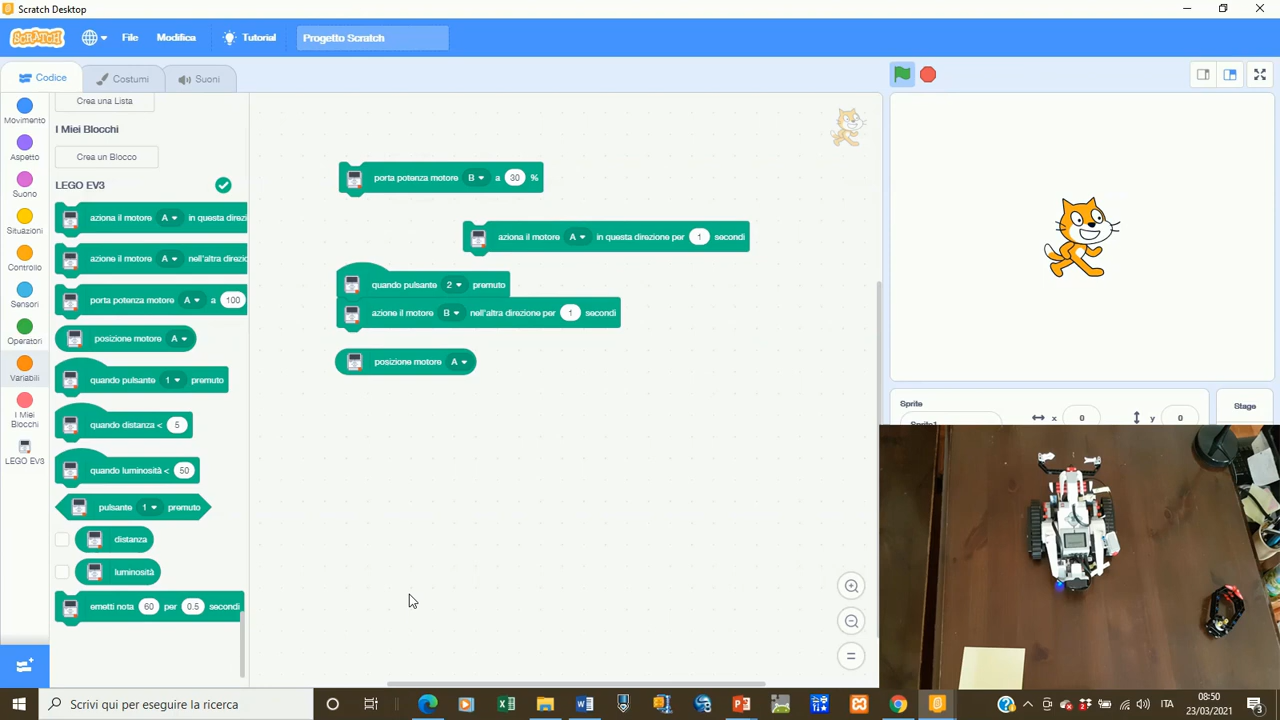 Scratch Desktop
SCRATCH
File
Modifica
Tutorial
Progetto Scratch
Codice
Costumi
Suoni
Movimento
Aspetto
Suono
Situazioni
Controllo
Sensori
Operatori
Variabili
I Miei
Blocchi
LEGO EV3
Crea una Lista
I Miei Blocchi
Crea un Blocco
LEGO EV3
aziona il motore A in questa direzi
azione il motore A nell'altra direzio
porta potenza motore A a 100
posizione motore A
quando pulsante 1 premuto
quando distanza < 5
quando luminosità < 50
pulsante 1 premuto
distanza
luminosità
emetti nota 60 per 0.5 secondi
porta potenza motore B a 30 %
aziona il motore A in questa direzione per 1 secondi
quando pulsante 2 premuto
azione il motore B nell'altra direzione per 1 secondi
posizione motore A
Sprite
Sprite1
x 0
y 0
Stage
Scrivi qui per eseguire la ricerca
ITA
08:50
23/03/2021
3